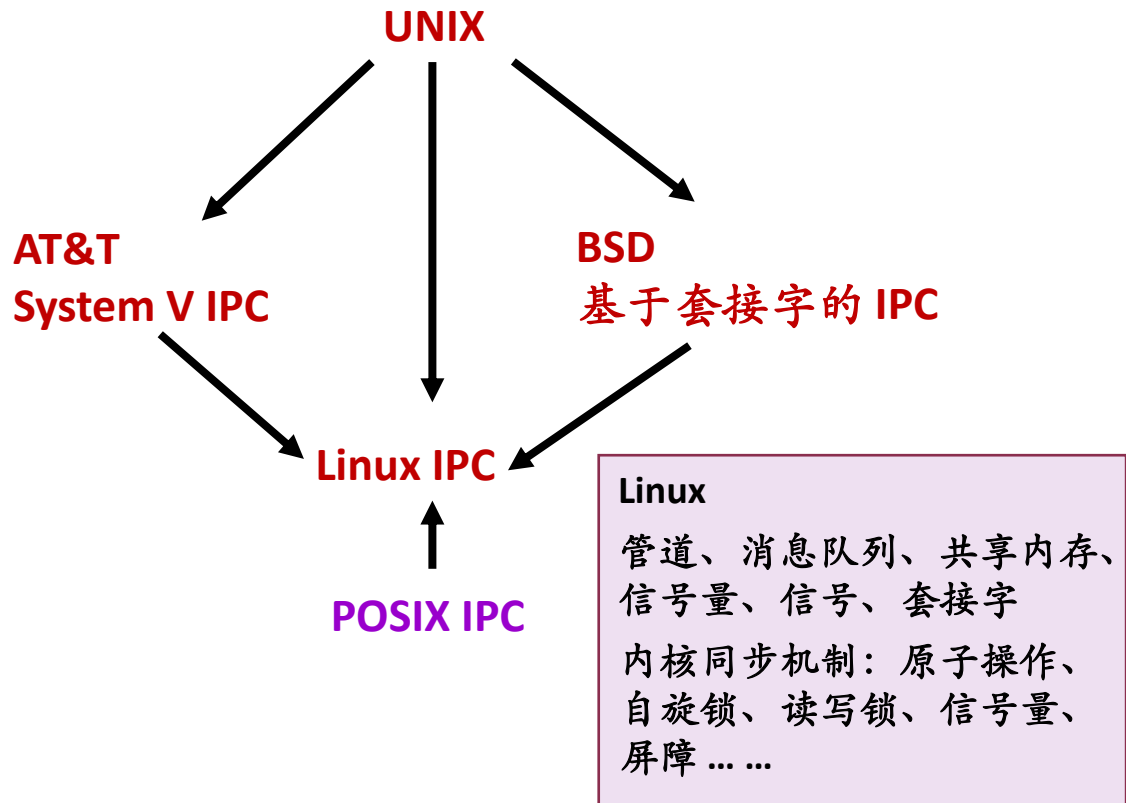 UNIX
AT&T
System V IPC
BSD
基于套接字的 IPC
Linux IPC
POSIX IPC
Linux
管道、消息队列、共享内存、
信号量、信号、套接字
内核同步机制：原子操作、
自旋锁、读写锁、信号量、
屏障 ... ...